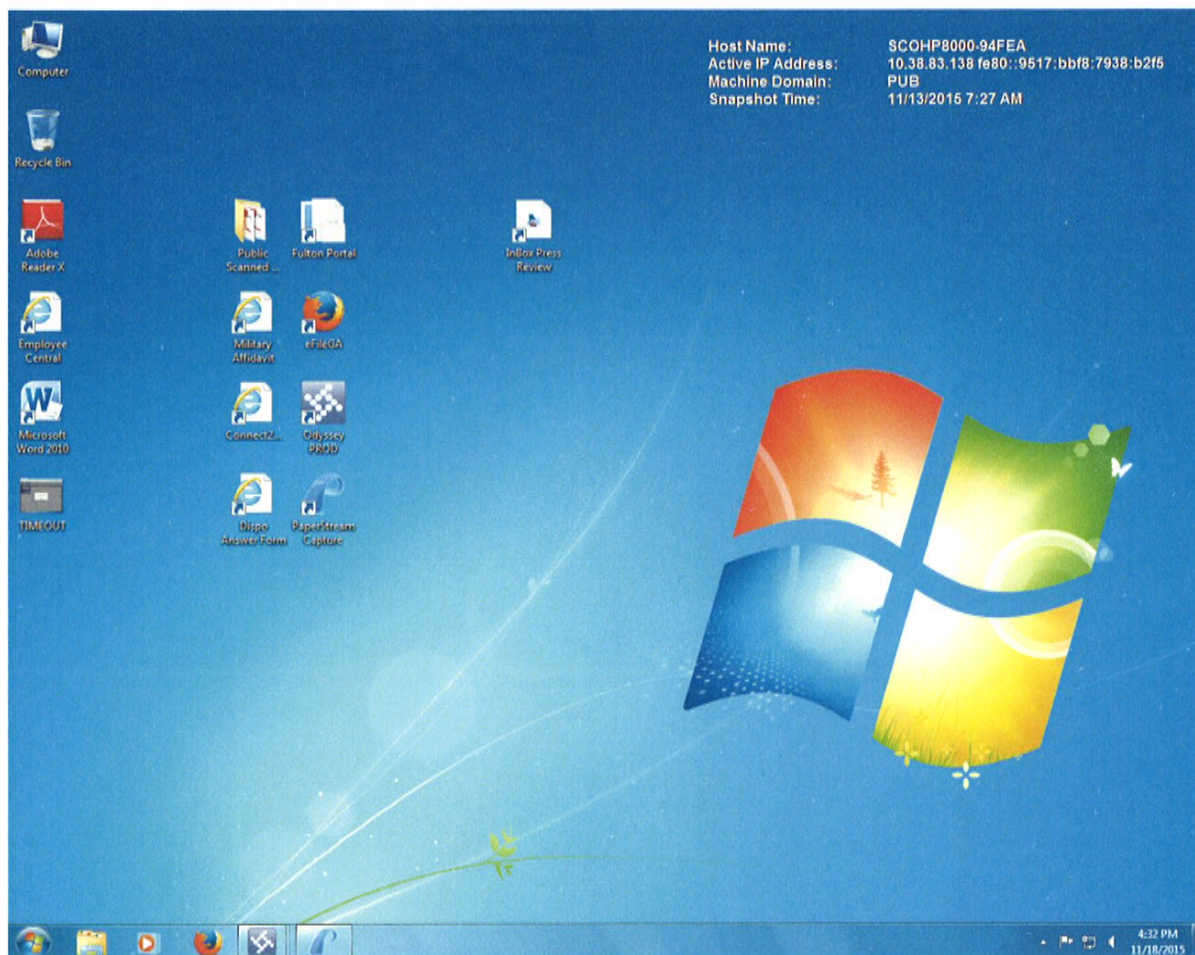 Host Name: SCOHP8000-94FEA
Active IP Address: 10.38.83.138 fe80::9517:bbf8:7938:b2f5
Machine Domain: PUB
Snapshot Time: 11/13/2015 7:27 AM
Computer
Recycle Bin
Adobe
Reader X
Public
Scanned ...
Fulton Portal
InBox Press
Review
Employee
Central
Military
Affidavit
eFileGA
Microsoft
Word 2010
Connect2...
Odyssey
PROD
TIMEOUT
Dispo
Answer Form
PaperStream
Capture
4:32 PM
11/18/2015